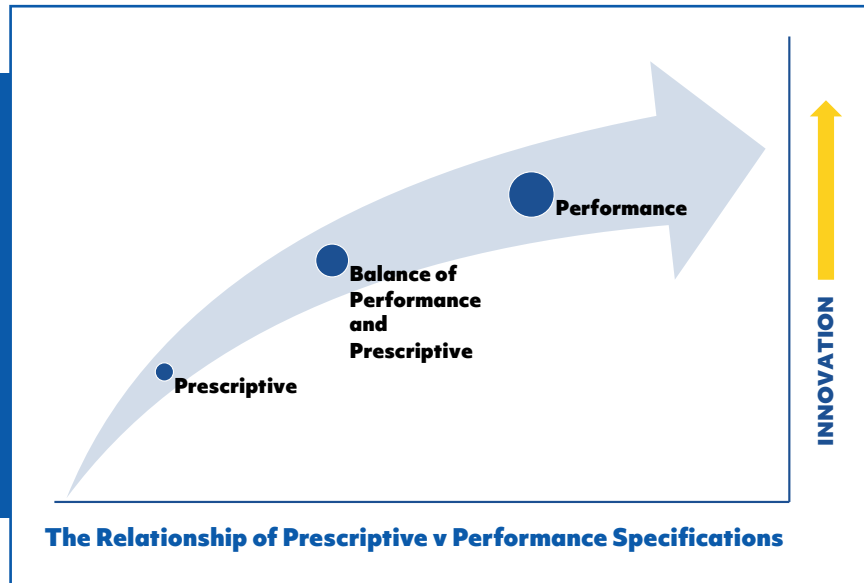 Performance
Balance of
Performance
and
Prescriptive
Prescriptive
INNOVATION
The Relationship of Prescriptive v Performance Specifications